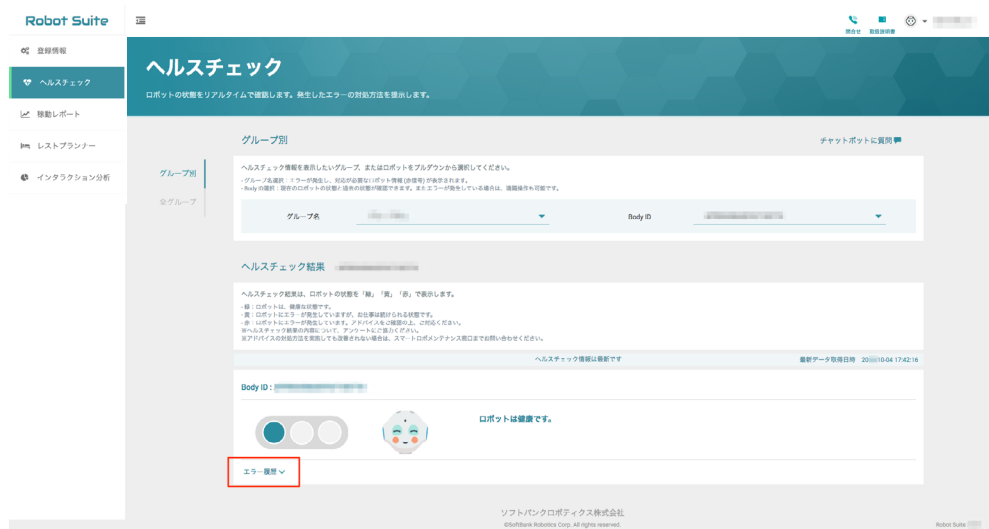 Robot Suite
問合せ
取扱説明書
登録情報
ヘルスチェック
移動レポート
レストプランナー
インタラクション分析
ヘルスチェック
ロボットの状態をリアルタイムで確認します。発生したエラーの対処方法を提示します。
グループ別
チャットボットに質問
グループ別
全グループ
ヘルスチェック情報を表示したいグループ、またはロボットをプルダウンから選択してください。
・グループ名選択：エラーが発生し、対応が必要なロボット情報(赤信号)が表示されます。
・Body ID選択：現在のロボットの状態と過去の状態が確認できます。またエラーが発生している場合は、遠隔操作も可能です。
グループ名
Body ID
ヘルスチェック結果
ヘルスチェック結果は、ロボットの状態を「緑」「黄」「赤」で表示します。
・緑：ロボットは、健康な状態です。
・黄：ロボットにエラーが発生していますが、お仕事は続けられる状態です。
・赤：ロボットにエラーが発生しています。アドバイスをご確認の上、ご対応ください。
※ヘルスチェック結果の内容について、アンケートにご協力ください。
※アドバイスの対処方法を実施しても改善されない場合は、スマートロボメンテナンス窓口までお問い合わせください。
ヘルスチェック情報は最新です
最新データ取得日時 20 10-04 17:42:16
Body ID :
ロボットは健康です。
エラー履歴
ソフトバンクロボティクス株式会社
©SoftBank Robotics Corp. All rights reserved.
Robot Suite